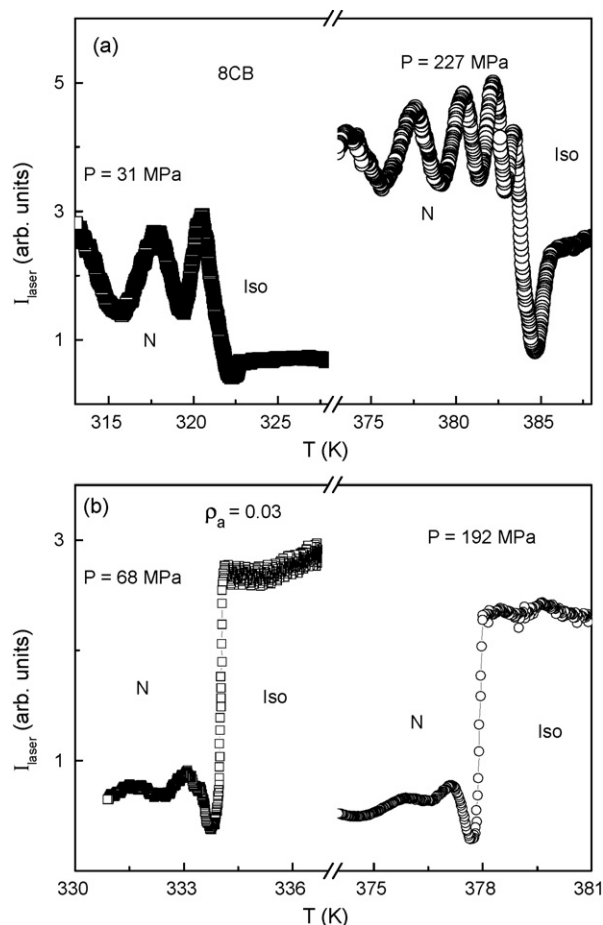 (a)
8CB
P = 227 MPa
5
P = 31 MPa
Iso
3
N
Iso
N
1
I_laser (arb. units)
315 320 325 375 380 385
T (K)
(b)
ρ_a = 0.03
3
P = 68 MPa
P = 192 MPa
N
Iso
N
Iso
1
I_laser (arb. units)
330 333 336 375 378 381
T (K)